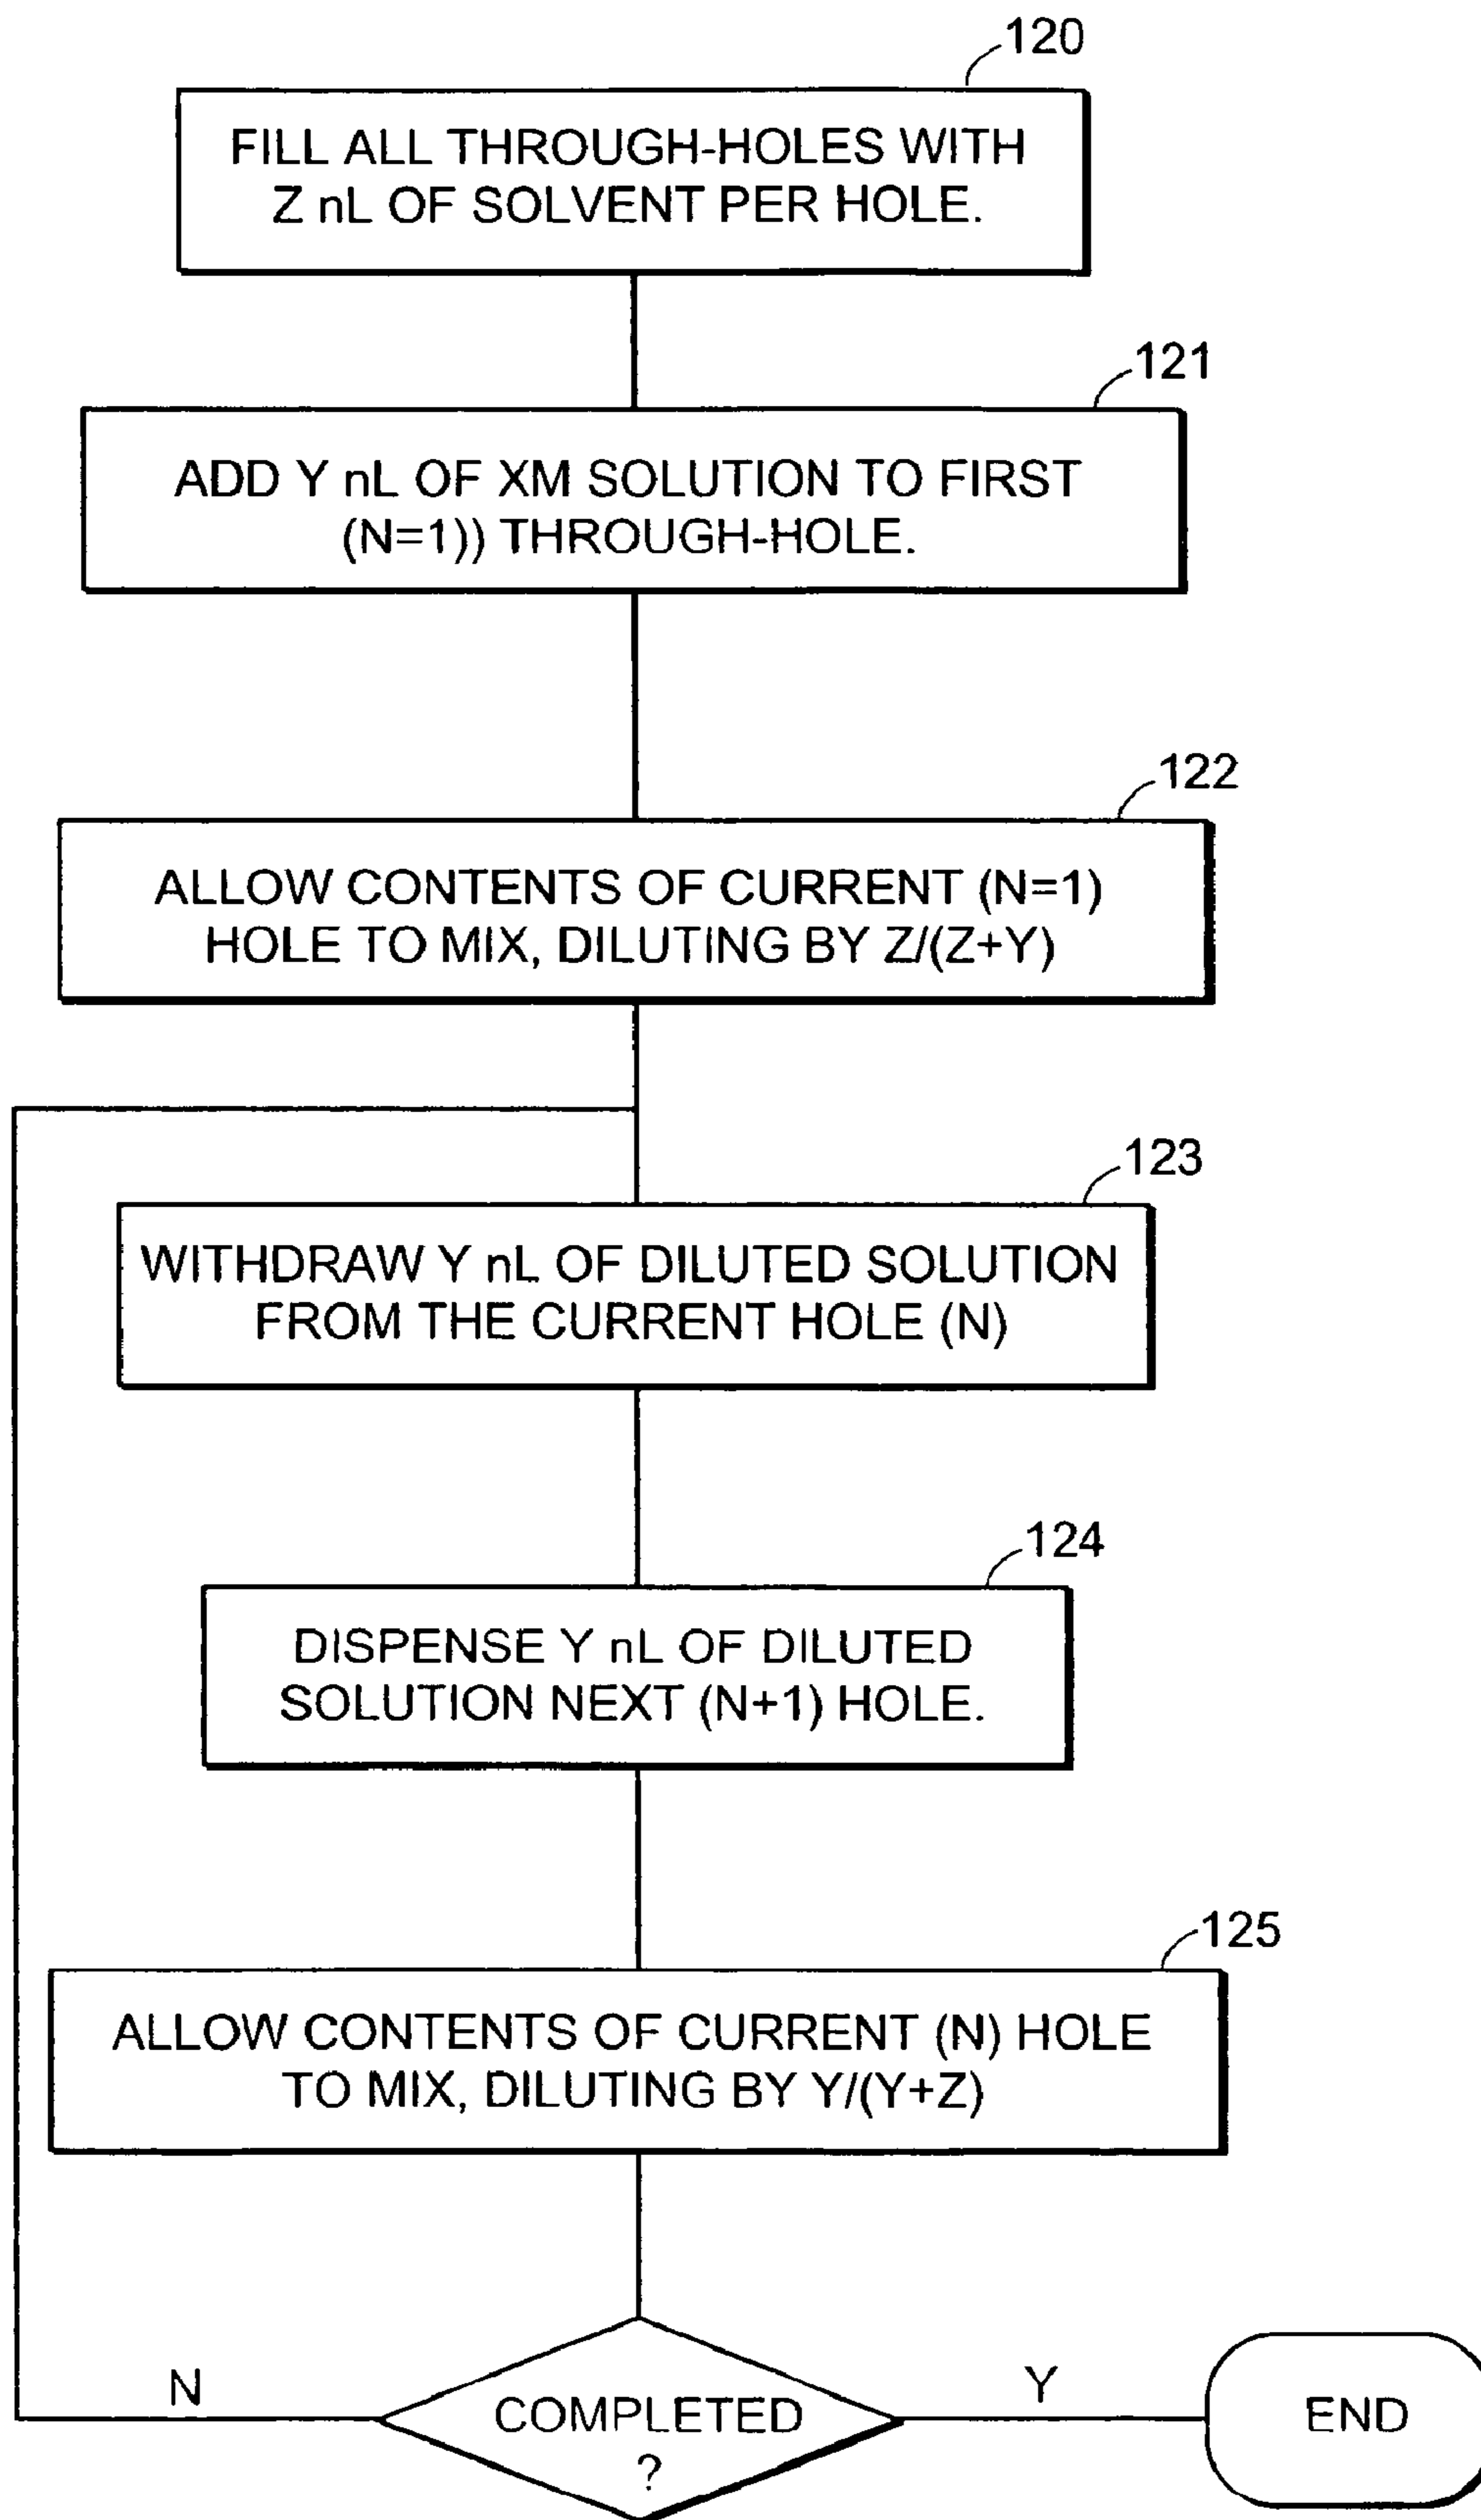 120
FILL ALL THROUGH-HOLES WITH
Z nL OF SOLVENT PER HOLE.
121
ADD Y nL OF XM SOLUTION TO FIRST
(N=1)) THROUGH-HOLE.
122
ALLOW CONTENTS OF CURRENT (N=1)
HOLE TO MIX, DILUTING BY Z/(Z+Y)
123
WITHDRAW Y nL OF DILUTED SOLUTION
FROM THE CURRENT HOLE (N)
124
DISPENSE Y nL OF DILUTED
SOLUTION NEXT (N+1) HOLE.
125
ALLOW CONTENTS OF CURRENT (N) HOLE
TO MIX, DILUTING BY Y/(Y+Z)
N
COMPLETED
?
Y
END